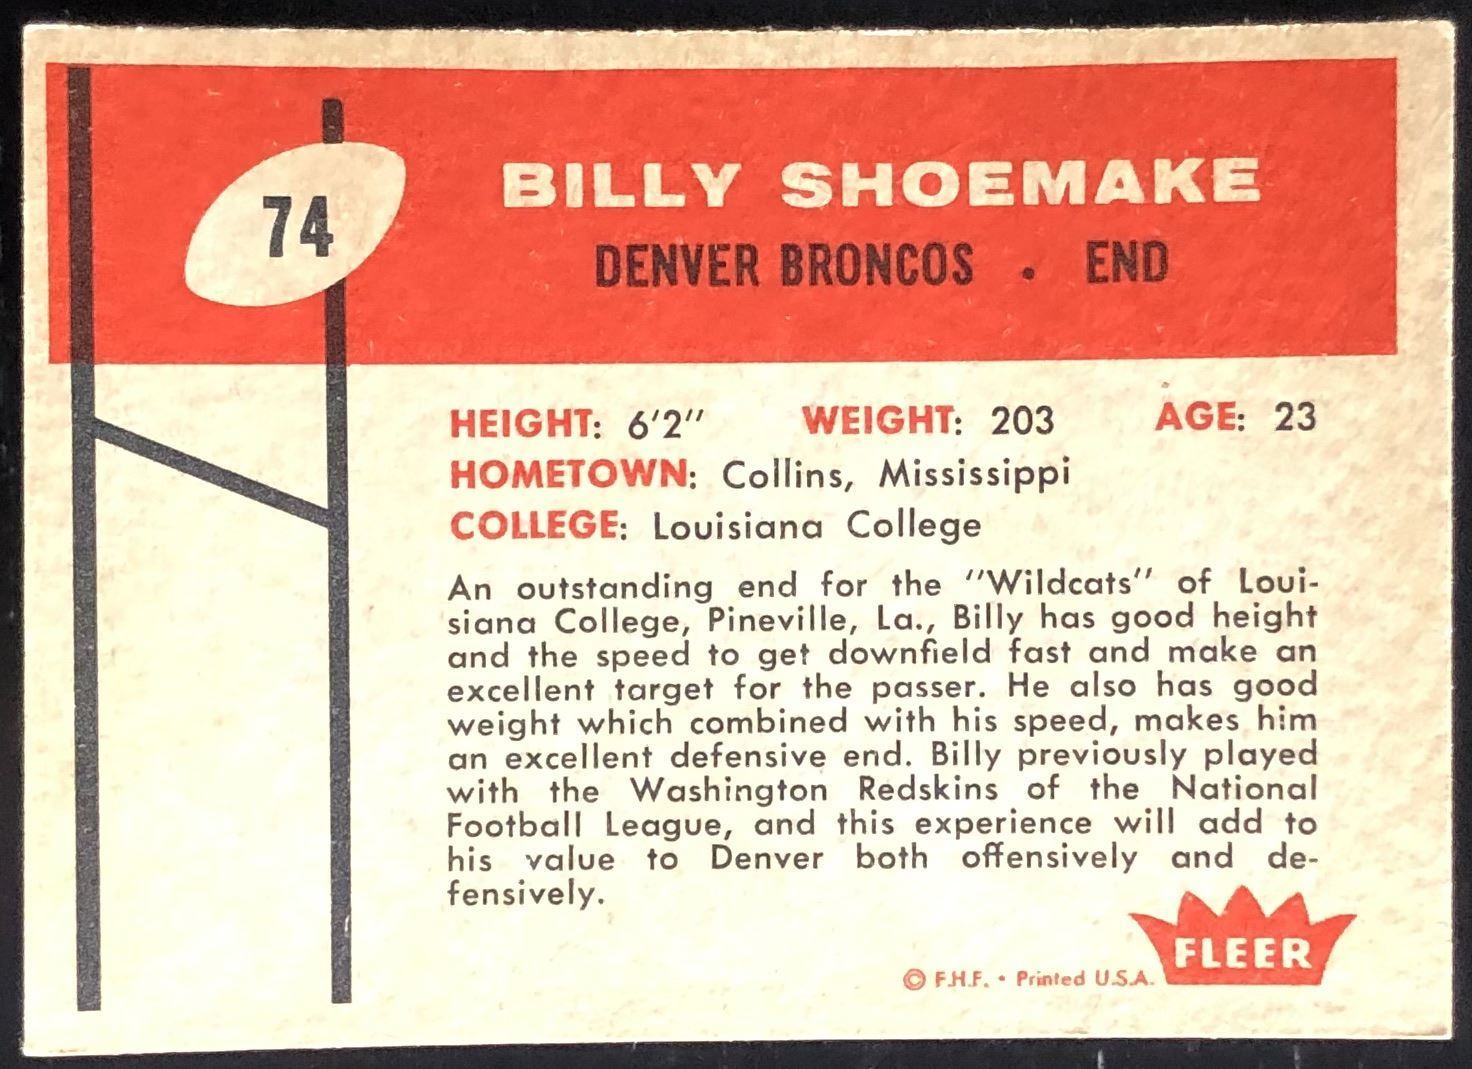 74
BILLY SHOEMAKE
DENVER BRONCOS . END
HEIGHT: 6'2" WEIGHT: 203 AGE: 23
HOMETOWN: Collins, Mississippi
COLLEGE: Louisiana College
An outstanding end for the "Wildcats" of Loui-
siana College, Pineville, La., Billy has good height
and the speed to get downfield fast and make an
excellent target for the passer. He also has good
weight which combined with his speed, makes him
an excellent defensive end. Billy previously played
with the Washington Redskins of the National
Football League, and this experience will add to
his value to Denver both offensively and de-
fensively.
FLEER
© F.H.F. • Printed U.S.A.